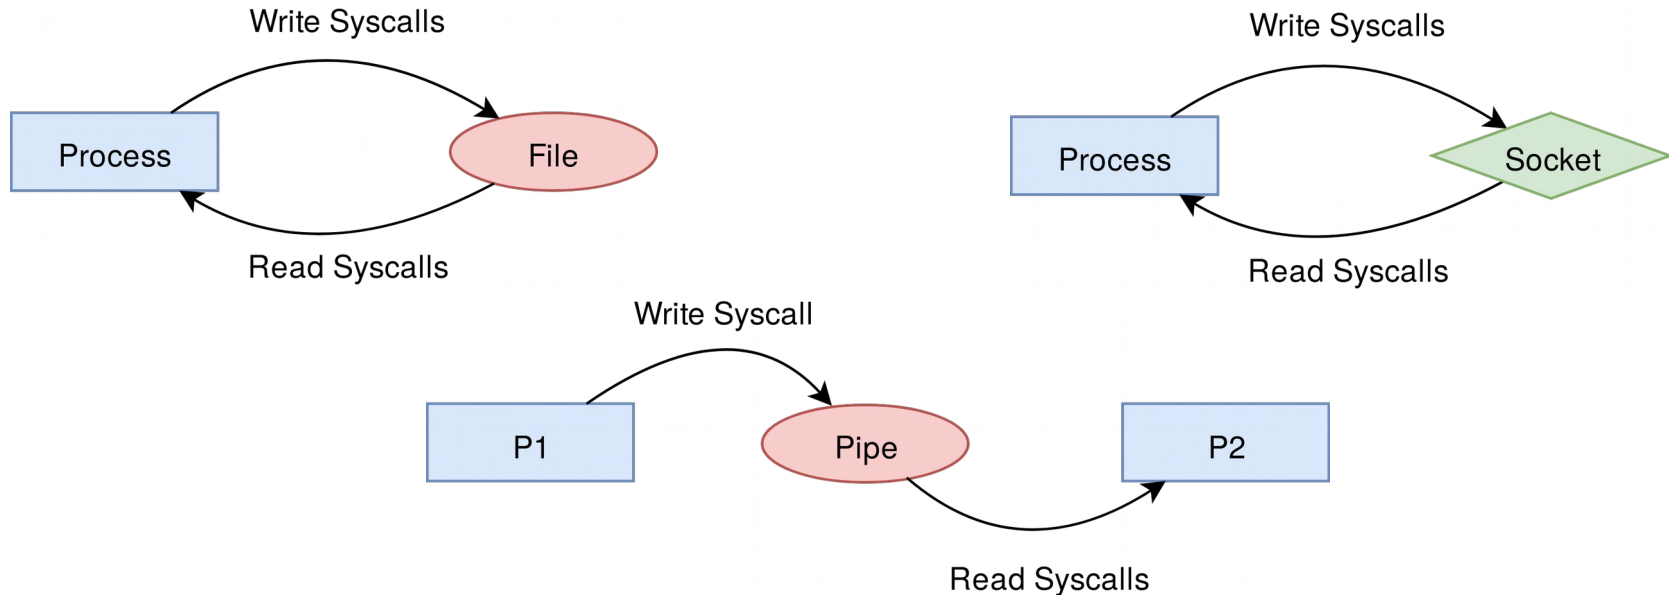 Write Syscalls
Process
File
Read Syscalls
Write Syscalls
Process
Socket
Read Syscalls
Write Syscall
P1
Pipe
P2
Read Syscalls